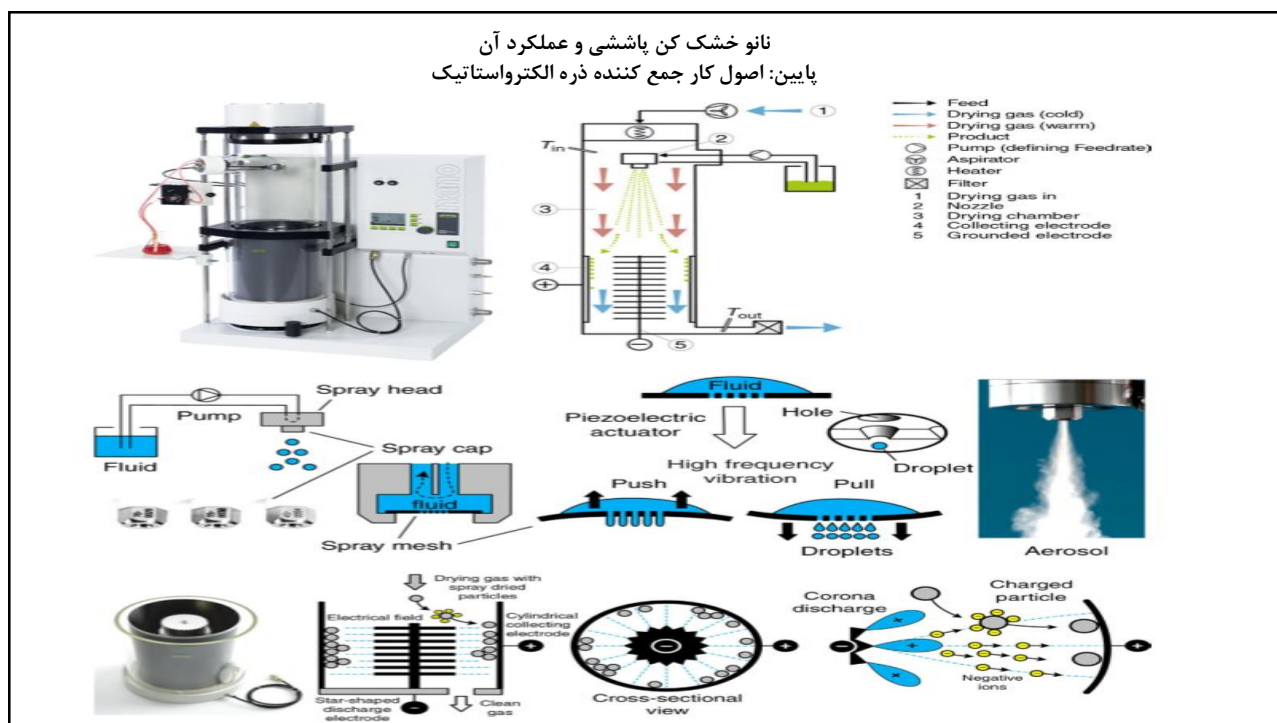 نانو خشک کن پاششی و عملکرد آن
پایین: اصول کار جمع کننده ذره الکترواستاتیک
1
2
T in
3
4
+
T out
−
5
Feed
Drying gas (cold)
Drying gas (warm)
Product
Pump (defining Feedrate)
Aspirator
Heater
Filter
1 Drying gas in
2 Nozzle
3 Drying chamber
4 Collecting electrode
5 Grounded electrode
Spray head
Pump
Fluid
Spray cap
fluid
Spray mesh
Fluid
Piezoelectric
actuator
High frequency
vibration
Hole
Droplet
Push
Pull
Droplets
Aerosol
Drying gas with
spray dried
particles
Electrical field
Cylindrical
collecting
electrode
+
Star-shaped
discharge
electrode
−
Clean
gas
−
+
Cross-sectional
view
Corona
discharge
Charged
particle
+
−
Negative
ions
+